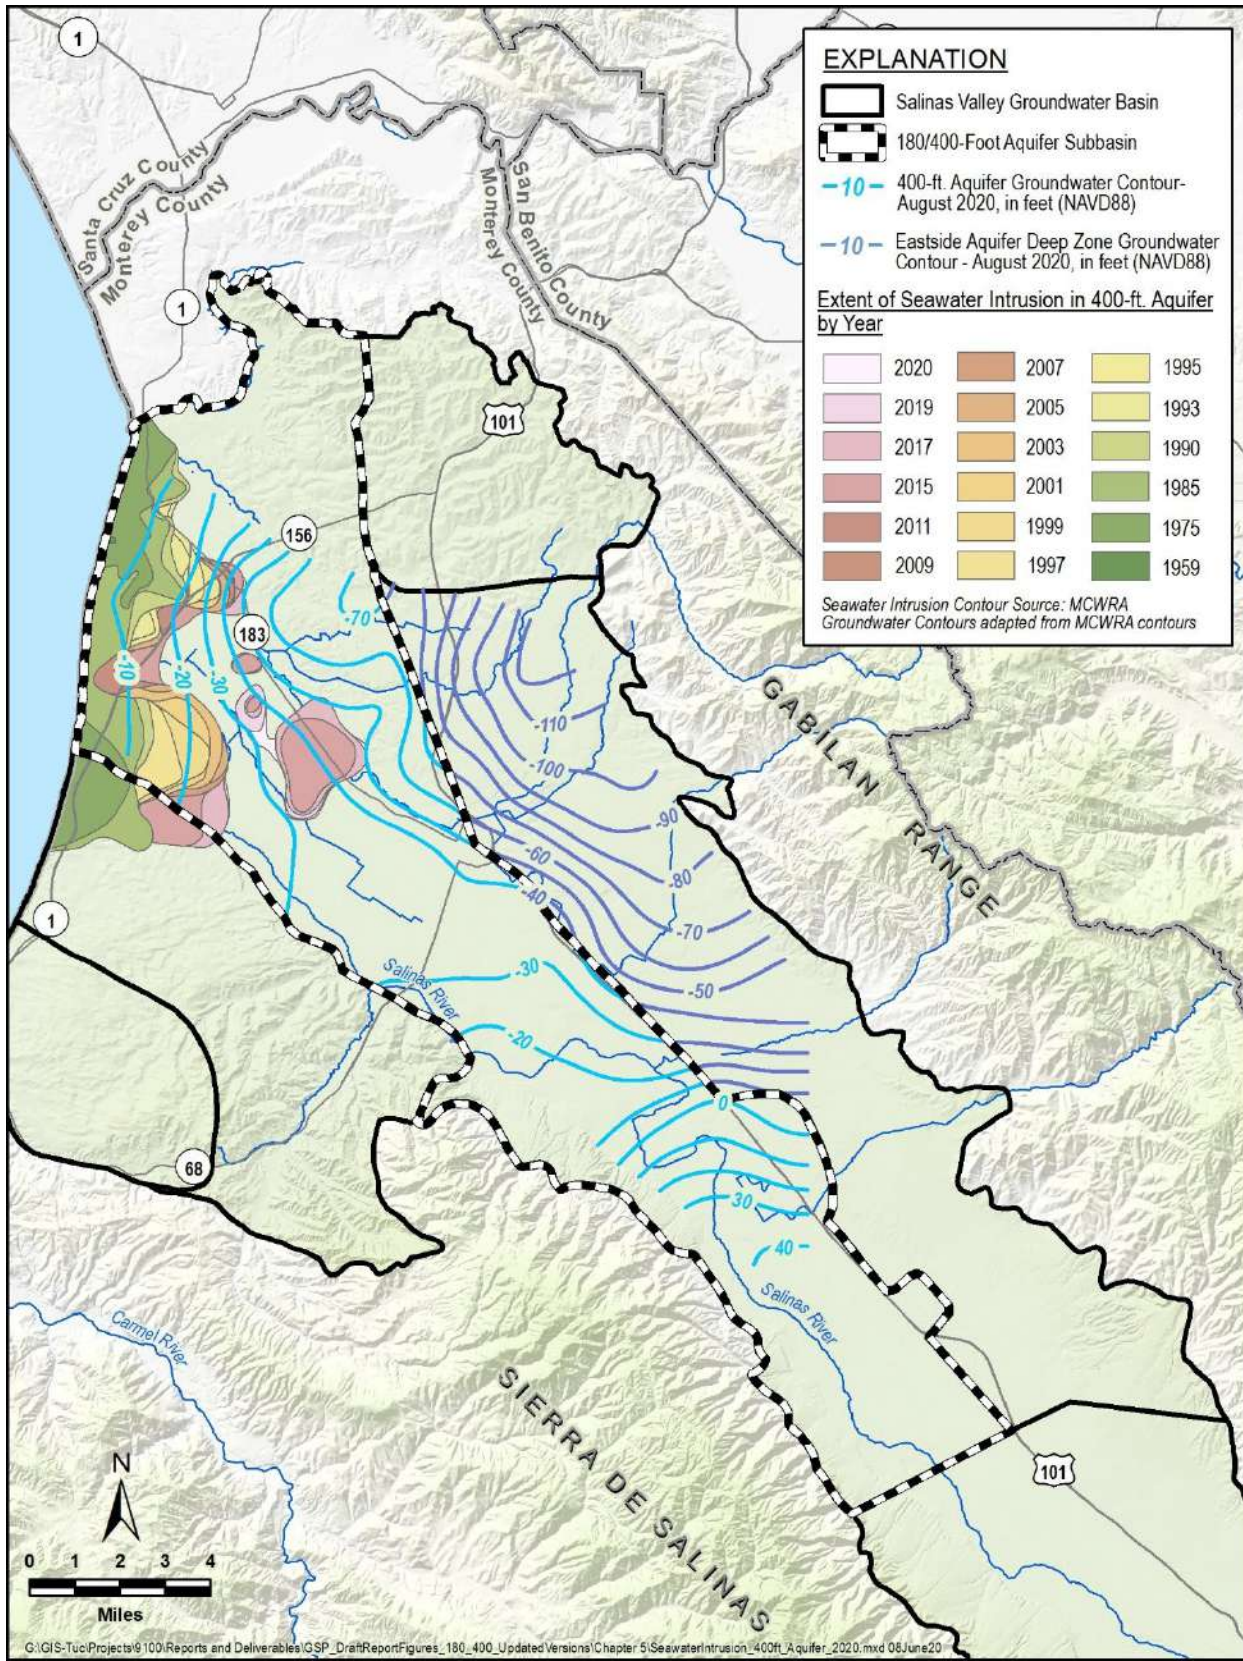 EXPLANATION
Salinas Valley Groundwater Basin
180/400-Foot Aquifer Subbasin
-10 400-ft. Aquifer Groundwater Contour-
August 2020, in feet (NAVD88)
-10 Eastside Aquifer Deep Zone Groundwater
Contour - August 2020, in feet (NAVD88)
Extent of Seawater Intrusion in 400-ft. Aquifer
by Year
2020 2007 1995
2019 2005 1993
2017 2003 1990
2015 2001 1985
2011 1999 1975
2009 1997 1959
Seawater Intrusion Contour Source: MCWRA
Groundwater Contours adapted from MCWRA contours
1
Santa Cruz County
Monterey County
San Benito County
Monterey County
1
101
156
-70
183
-10
-20
-30
-110
-100
-90
-60
-80
-40
-70
-50
-30
-20
0
30
40
GABILAN
RANGE
1
Salinas River
68
Salinas River
Carmel River
SIERRA DE SALINAS
101
N
0 1 2 3 4
Miles
G:\GIS-Tuc\Projects\9100\Reports and Deliverables\GSP_DraftReportFigures_180_400_UpdatedVersions\Chapter 5\SeawaterIntrusion_400ft_Aquifer_2020.mxd 08June20